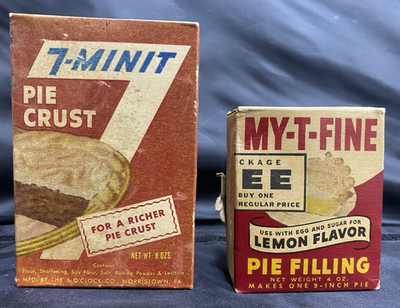 7-MINIT
PIE
CRUST
7
FOR A RICHER
PIE CRUST
NET WT. 8 OZS.
Contains:
Flour, Shortening, Soy Flour, Salt, Baking Powder & Lecithin
MFD. BY THE 6-O'CLOCK CO. NORRISTOWN, PA.
MY-T-FINE
CKAGE
EE
BUY ONE
REGULAR PRICE
USE WITH EGG AND SUGAR FOR
LEMON FLAVOR
PIE FILLING
NET WEIGHT 4 OZ.
MAKES ONE 9-INCH PIE